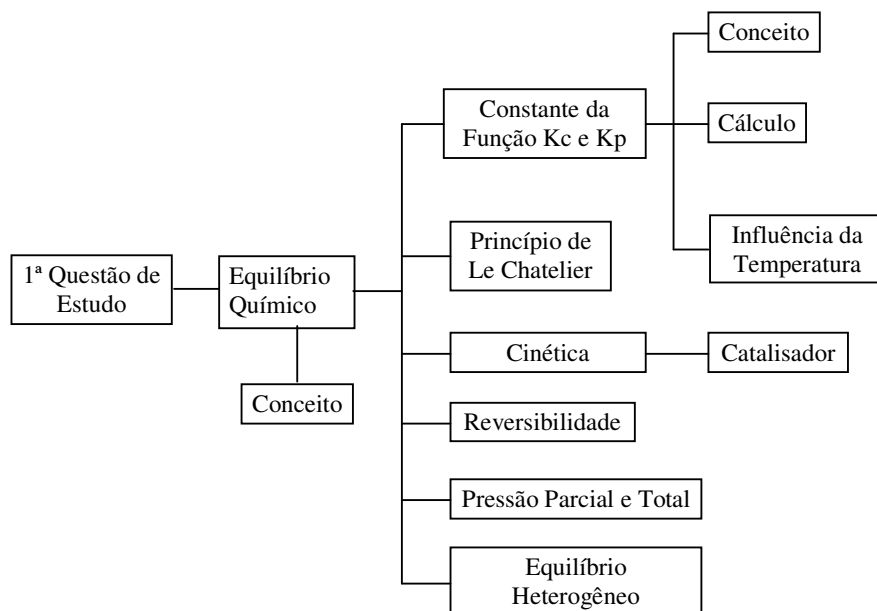 1ª Questão de
Estudo
Equilíbrio
Químico
Conceito
Constante da
Função Kc e Kp
Conceito
Cálculo
Influência da
Temperatura
Princípio de
Le Chatelier
Cinética
Catalisador
Reversibilidade
Pressão Parcial e Total
Equilíbrio
Heterogêneo